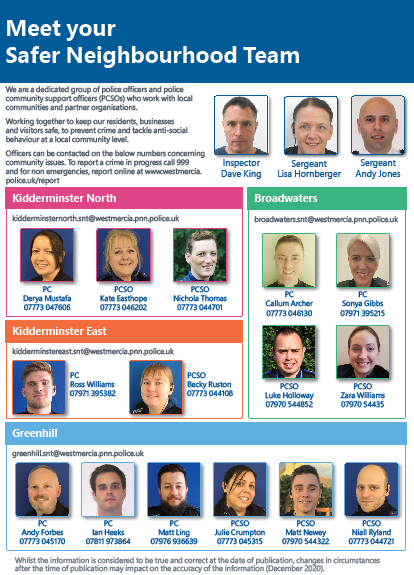 Meet your
Safer Neighbourhood Team
We are a dedicated group of police officers and police
community support officers (PCSOs) who work with local
communities and partner organisations.
Working together to keep our residents, businesses
and visitors safe, to prevent crime and tackle anti-social
behaviour at a local community level.
Officers can be contacted on the below numbers concerning
community issues. To report a crime in progress call 999
and for non emergencies, report online at www.westmercia.
police.uk/report
Inspector
Dave King
Sergeant
Lisa Hornberger
Sergeant
Andy Jones
Kidderminster North
kidderminsternorth.snt@westmercia.pnn.police.uk
PC
Derya Mustafa
07773 047606
PCSO
Kate Easthope
07773 046202
PCSO
Nichola Thomas
07773 044701
Broadwaters
broadwaters.snt@westmercia.pnn.police.uk
PC
Callum Archer
07773 046130
PC
Sonya Gibbs
07971 395215
PCSO
Luke Holloway
07970 544852
PCSO
Zara Williams
07970 54435
Kidderminster East
kidderminstereast.snt@westmercia.pnn.police.uk
PC
Ross Williams
07971 395382
PCSO
Becky Ruston
07773 044108
Greenhill
greenhill.snt@westmercia.pnn.police.uk
PC
Andy Forbes
07773 045170
PC
Ian Heeks
07811 973864
PC
Matt Ling
07976 936639
PCSO
Julie Crumpton
07773 045315
PCSO
Matt Newey
07970 544322
PCSO
Niall Ryland
07773 044721
Whilst the information is considered to be true and correct at the date of publication, changes in circumstances
after the time of publication may impact on the accuracy of the information (December 2020).